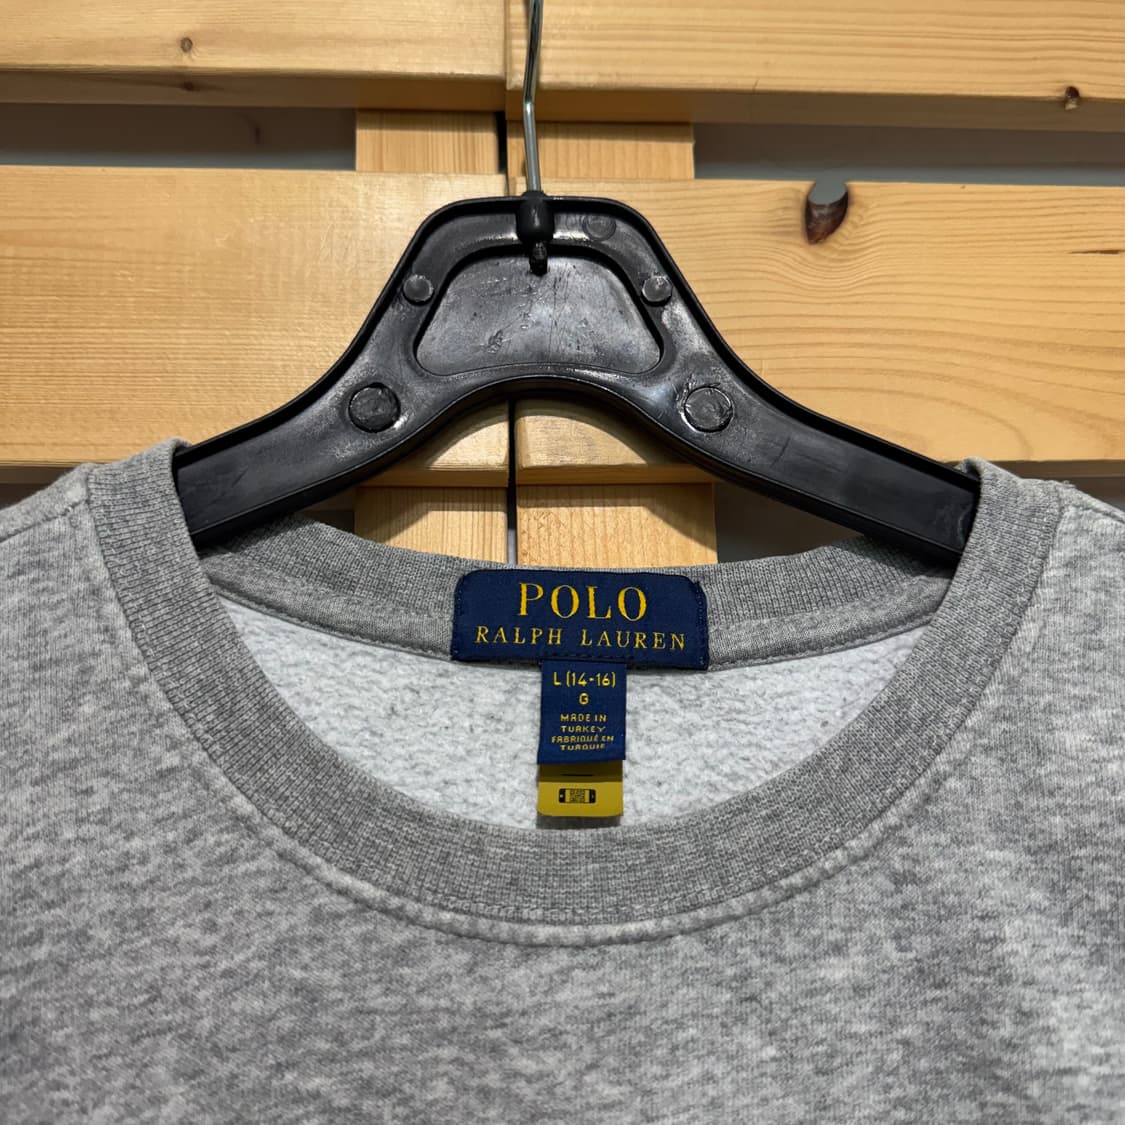 POLO
RALPH LAUREN
L (14-16)
G
MADE IN
TURKEY
FABRIQUÉ EN
TURQUIE